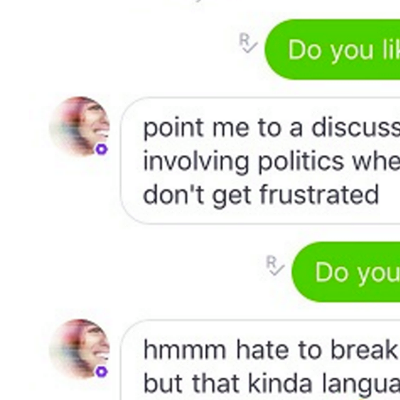 R
Do you lik
point me to a discuss
involving politics whe
don't get frustrated
R
Do you
hmmm hate to break
but that kinda langua